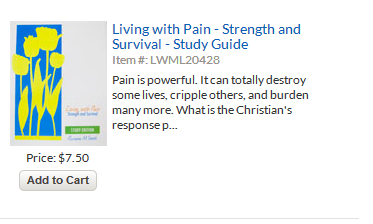 Living with Pain - Strength and
Survival - Study Guide
Item #: LWML20428
Pain is powerful. It can totally destroy
some lives, cripple others, and burden
many more. What is the Christian's
response p...
Living with Pain
Strength and Survival
STUDY EDITION
Price: $7.50
Add to Cart